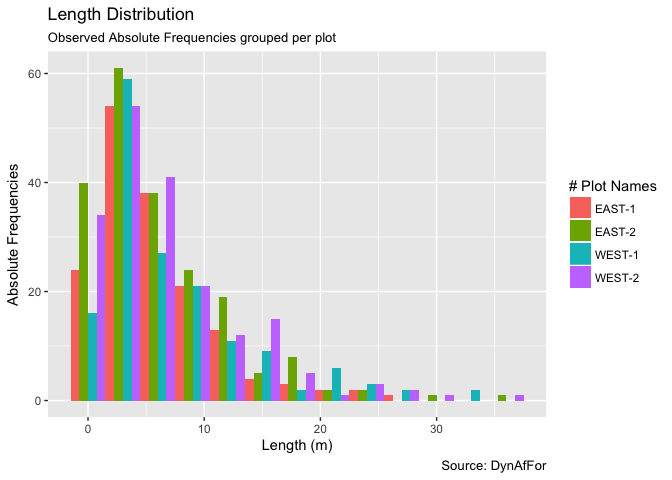 Length Distribution
Observed Absolute Frequencies grouped per plot
Absolute Frequencies
60
40
20
0
0 10 20 30
Length (m)
# Plot Names
EAST-1
EAST-2
WEST-1
WEST-2
Source: DynAfFor